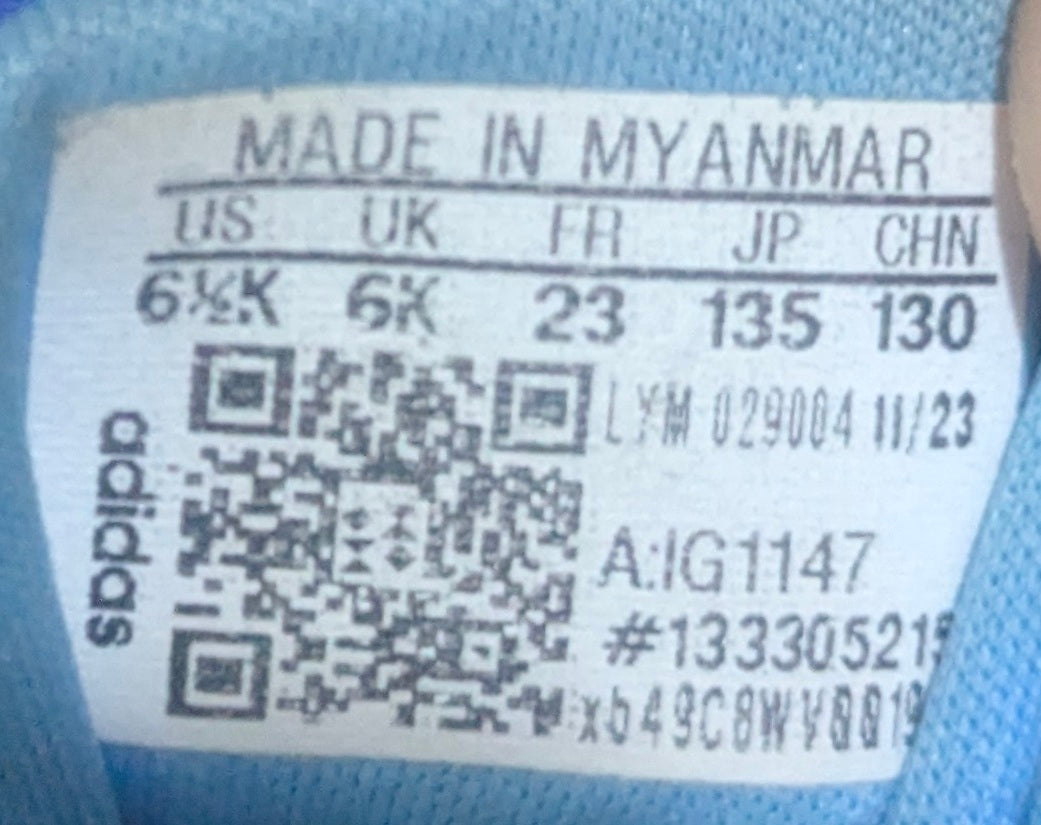 MADE IN MYANMAR
US UK FR JP CHN
6½K 6K 23 135 130
LYM 029004 11/23
adidas
A:IG1147
#133305215